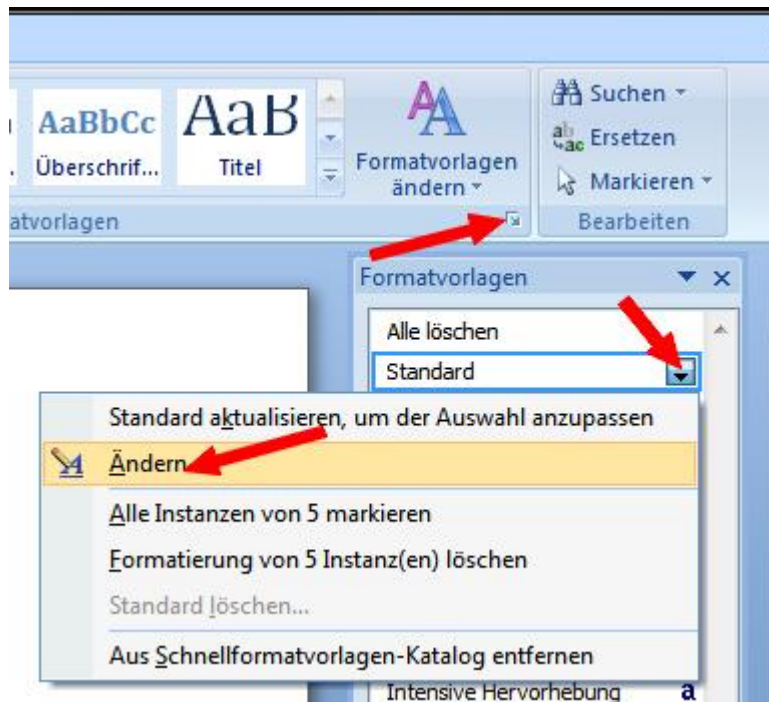 AaBbCc AaB
Überschrif... Titel
Formatvorlagen
ändern
Suchen
Ersetzen
Markieren
atvorlagen
Bearbeiten
Formatvorlagen
Alle löschen
Standard
Standard aktualisieren, um der Auswahl anzupassen
Ändern
Alle Instanzen von 5 markieren
Formatierung von 5 Instanz(en) löschen
Standard löschen...
Aus Schnellformatvorlagen-Katalog entfernen
Intensive Hervorhebung a